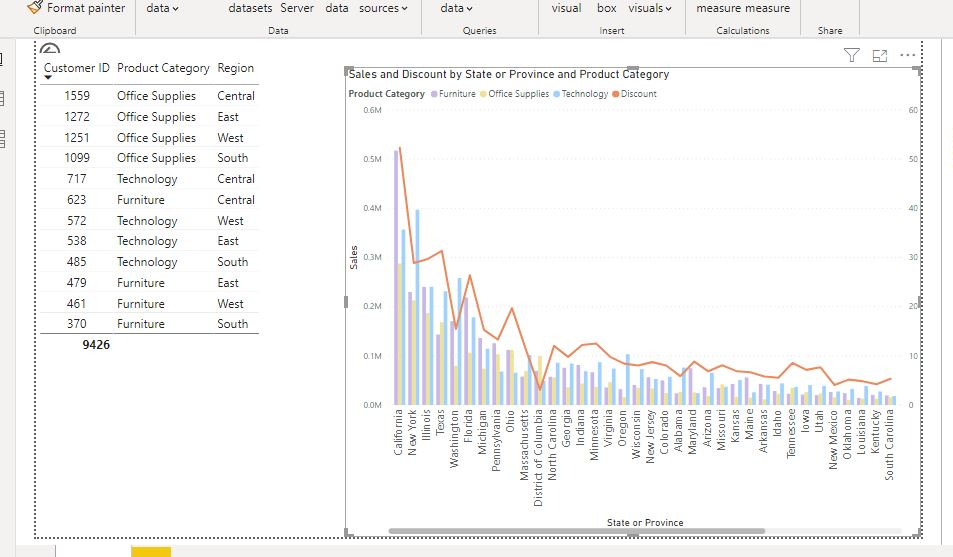 Format painter
data
datasets Server data sources
data
visual box visuals
measure measure
Clipboard
Data
Queries
Insert
Calculations
Share
Customer ID Product Category Region
1559 Office Supplies Central
1272 Office Supplies East
1251 Office Supplies West
1099 Office Supplies South
717 Technology Central
623 Furniture Central
572 Technology West
538 Technology East
485 Technology South
479 Furniture East
461 Furniture West
370 Furniture South
9426
Sales and Discount by State or Province and Product Category
Product Category Furniture Office Supplies Technology Discount
0.6M
0.5M
0.4M
0.3M
0.2M
0.1M
0.0M
Sales
60
50
40
30
20
10
0
California
New York
Illinois
Texas
Washington
Florida
Michigan
Pennsylvania
Ohio
Massachusetts
District of Columbia
North Carolina
Georgia
Indiana
Minnesota
Virginia
Oregon
Wisconsin
New Jersey
Colorado
Alabama
Maryland
Arizona
Missouri
Kansas
Maine
Arkansas
Idaho
Tennessee
Iowa
Utah
New Mexico
Oklahoma
Louisiana
Kentucky
South Carolina
State or Province